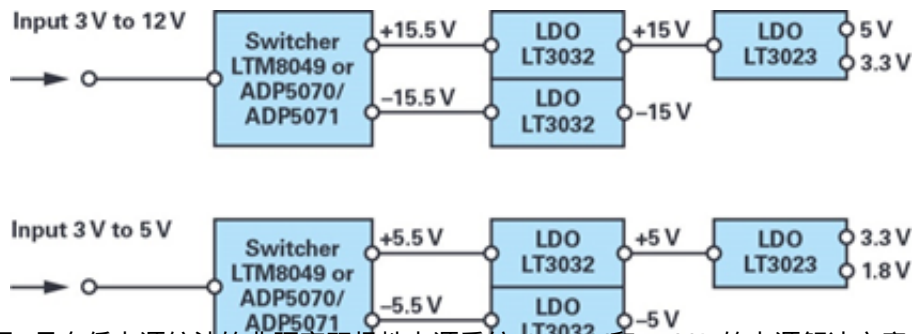 Input 3 V to 12 V
Switcher
LTM8049 or
ADP5070/
ADP5071
+15.5 V
–15.5 V
LDO
LT3032
LDO
LT3032
+15 V
–15 V
LDO
LT3023
5 V
3.3 V
Input 3 V to 5 V
Switcher
LTM8049 or
ADP5070/
ADP5071
+5.5 V
–5.5 V
LDO
LT3032
LDO
LT3032
+5 V
–5 V
LDO
LT3023
3.3 V
1.8 V